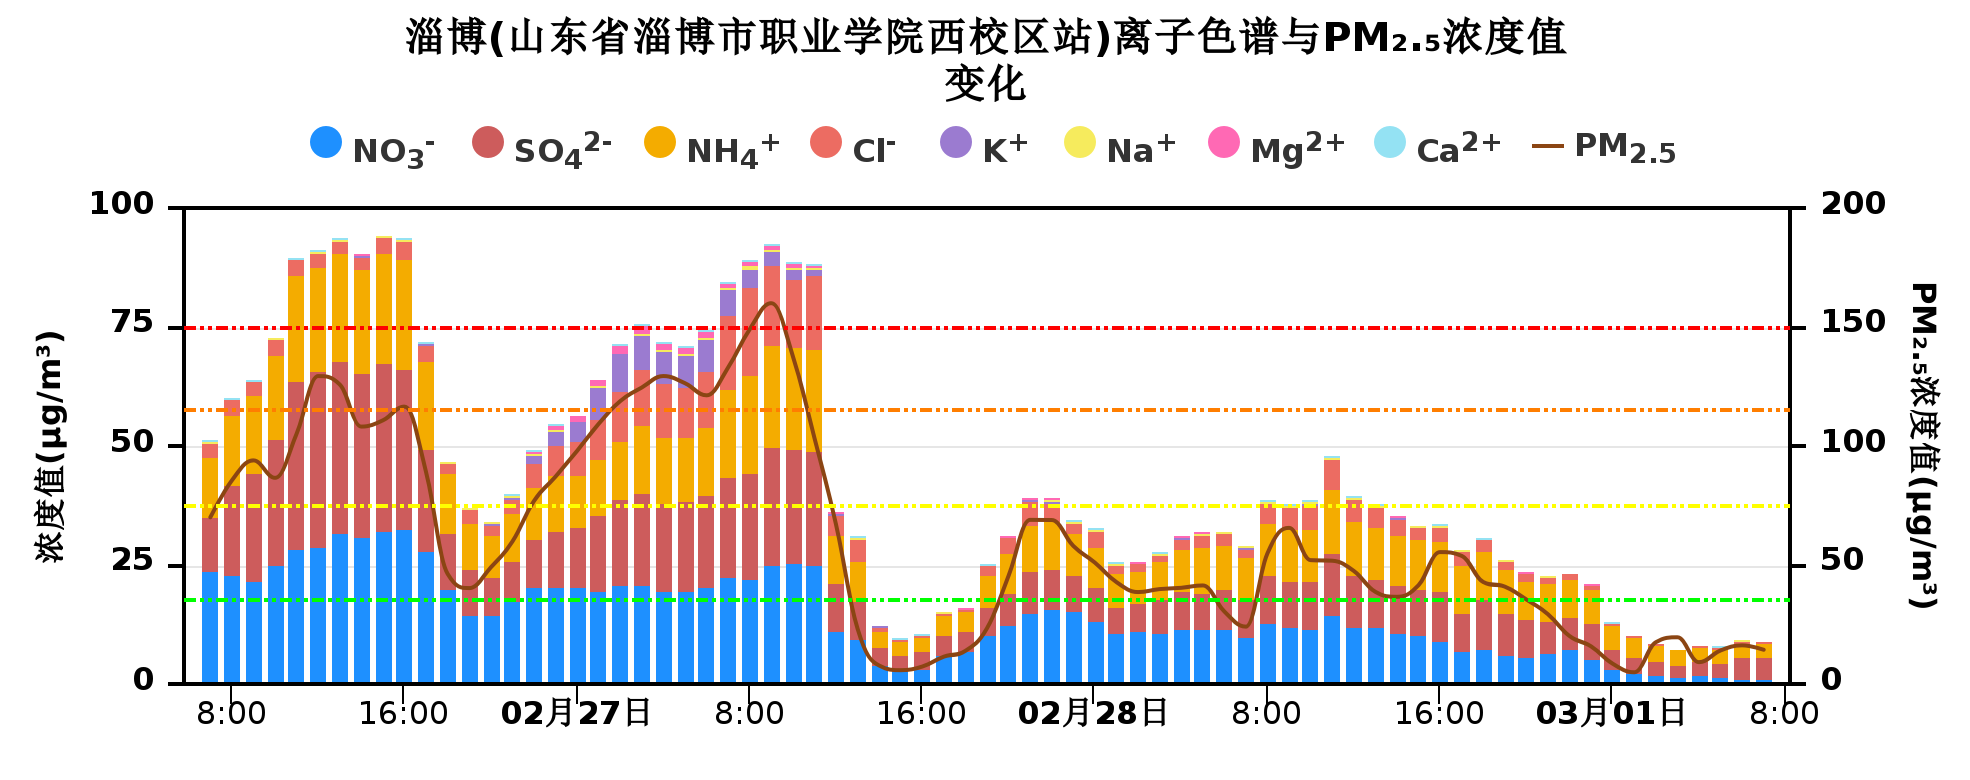 淄博(山东省淄博市职业学院西校区站)离子色谱与PM₂.₅浓度值
变化
NO₃⁻ SO₄²⁻ NH₄⁺ Cl⁻ K⁺ Na⁺ Mg²⁺ Ca²⁺ PM₂.₅
浓度值(μg/m³)
100
75
50
25
0
200
150
100
50
0
PM₂.₅浓度值(μg/m³)
8:00 16:00 02月27日 8:00 16:00 02月28日 8:00 16:00 03月01日 8:00